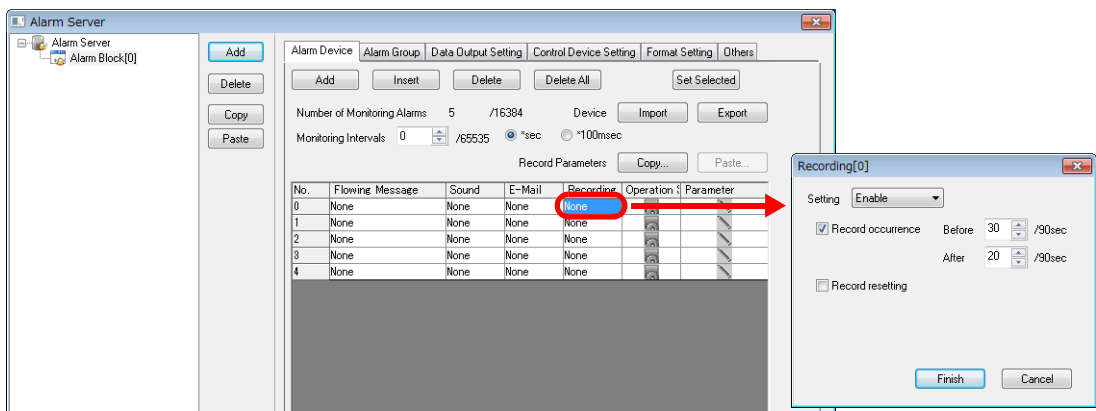 Alarm Server
Alarm Server
Alarm Block[0]
Add
Delete
Copy
Paste
Alarm Device Alarm Group Data Output Setting Control Device Setting Format Setting Others
Add Insert Delete Delete All Set Selected
Number of Monitoring Alarms 5 /16384 Device Import Export
Monitoring Intervals 0 /65535 *sec *100msec
Record Parameters Copy... Paste...
No. Flowing Message Sound E-Mail Recording Operation S Parameter
0 None None None None
1 None None None None
2 None None None None
3 None None None None
4 None None None None
Recording[0]
Setting Enable
Record occurrence Before 30 /90sec
After 20 /90sec
Record resetting
Finish Cancel